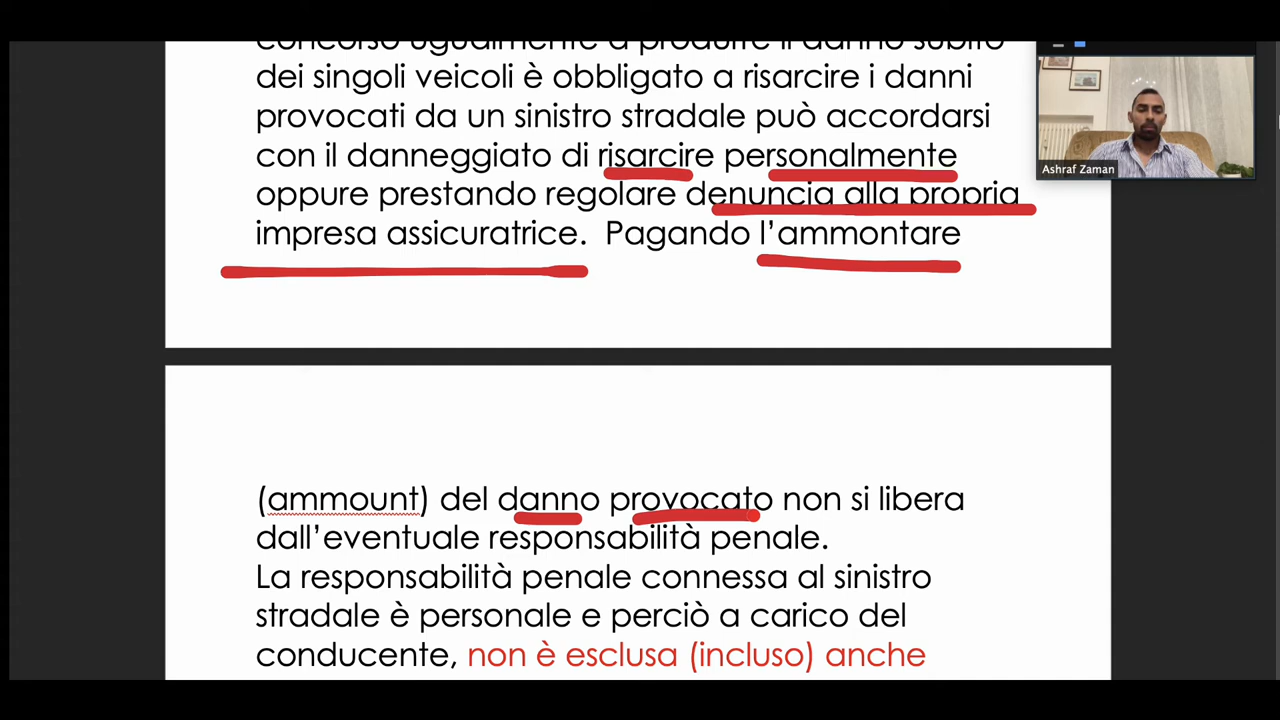 concorso ugualmente a produrre il danno subito
dei singoli veicoli è obbligato a risarcire i danni
provocati da un sinistro stradale può accordarsi
con il danneggiato di risarcire personalmente
oppure prestando regolare denuncia alla propria
impresa assicuratrice.  Pagando l’ammontare
Ashraf Zaman
(ammount) del danno provocato non si libera
dall’eventuale responsabilità penale.
La responsabilità penale connessa al sinistro
stradale è personale e perciò a carico del
conducente, non è esclusa (incluso) anche